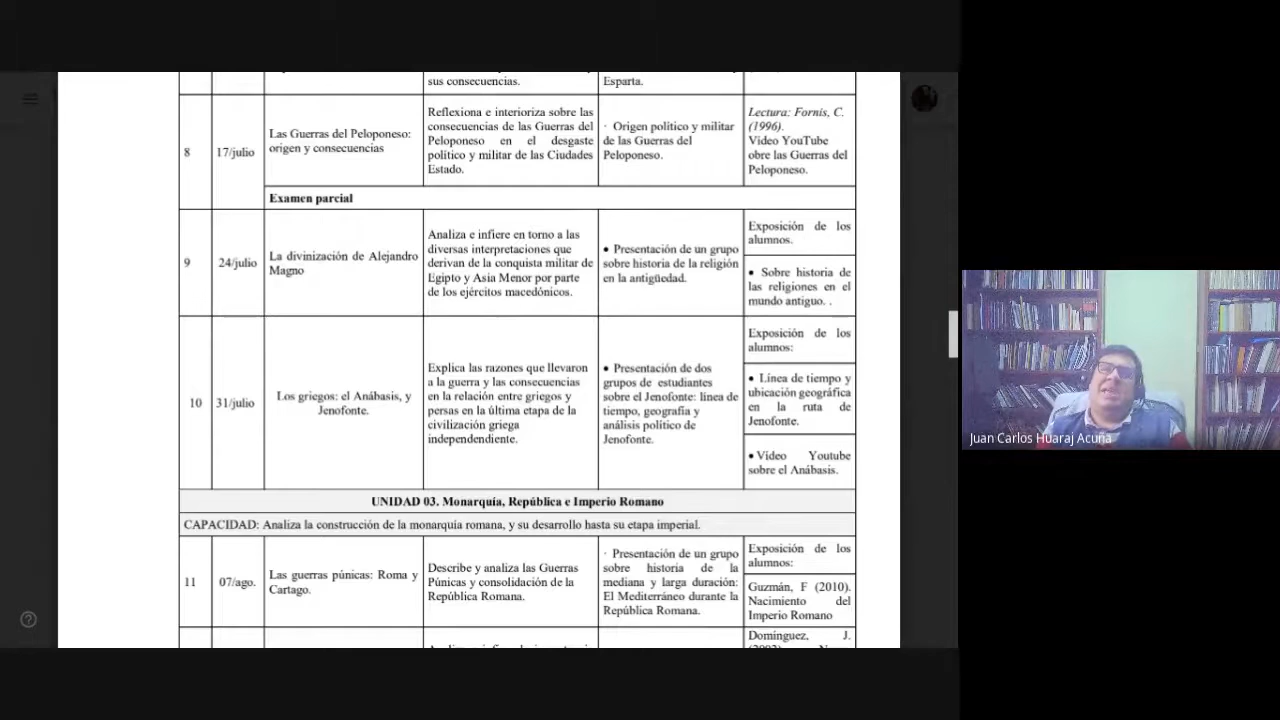 sus consecuencias.
Esparta.
8
17/julio
Las Guerras del Peloponeso:
origen y consecuencias
Reflexiona e interioriza sobre las
consecuencias de las Guerras del
Peloponeso en el desgaste
político y militar de las Ciudades
Estado.
· Origen político y militar
de las Guerras del
Peloponeso.
Lectura: Fornis, C.
(1996).
Video YouTube
obre las Guerras del
Peloponeso.
Examen parcial
9
24/julio
La divinización de Alejandro
Magno
Analiza e infiere en torno a las
diversas interpretaciones que
derivan de la conquista militar de
Egipto y Asia Menor por parte
de los ejércitos macedónicos.
• Presentación de un grupo
sobre historia de la religión
en la antigüedad.
Exposición de los
alumnos.
• Sobre historia de
las religiones en el
mundo antiguo. .
10
31/julio
Los griegos: el Anábasis, y
Jenofonte.
Explica las razones que llevaron
a la guerra y las consecuencias
en la relación entre griegos y
persas en la última etapa de la
civilización griega
independiente.
• Presentación de dos
grupos de estudiantes
sobre el Jenofonte: línea de
tiempo, geografía y
análisis político de
Jenofonte.
Exposición de los
alumnos:
• Línea de tiempo y
ubicación geográfica
en la ruta de
Jenofonte.
• Video Youtube
sobre el Anábasis.
UNIDAD 03. Monarquía, República e Imperio Romano
CAPACIDAD: Analiza la construcción de la monarquía romana, y su desarrollo hasta su etapa imperial.
11
07/ago.
Las guerras púnicas: Roma y
Cartago.
Describe y analiza las Guerras
Púnicas y consolidación de la
República Romana.
· Presentación de un grupo
sobre historia de la
mediana y larga duración:
El Mediterráneo durante la
República Romana.
Exposición de los
alumnos:
Guzmán, F (2010).
Nacimiento del
Imperio Romano
Domínguez, J.
Juan Carlos Huaraj Acuña